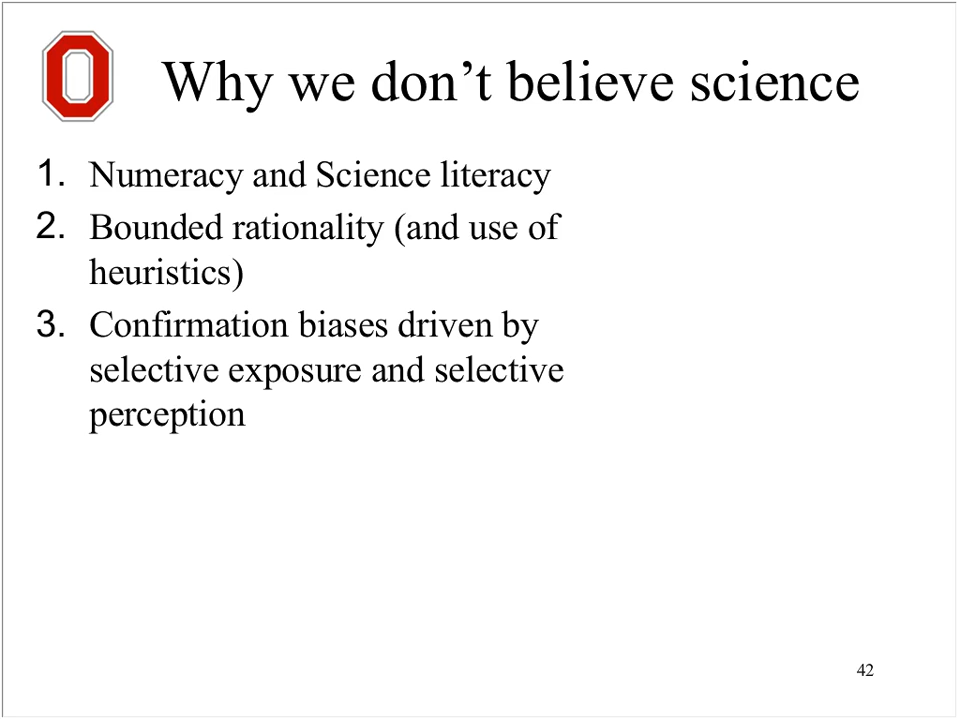 Why we don’t believe science
1. Numeracy and Science literacy
2. Bounded rationality (and use of
heuristics)
3. Confirmation biases driven by
selective exposure and selective
perception
42